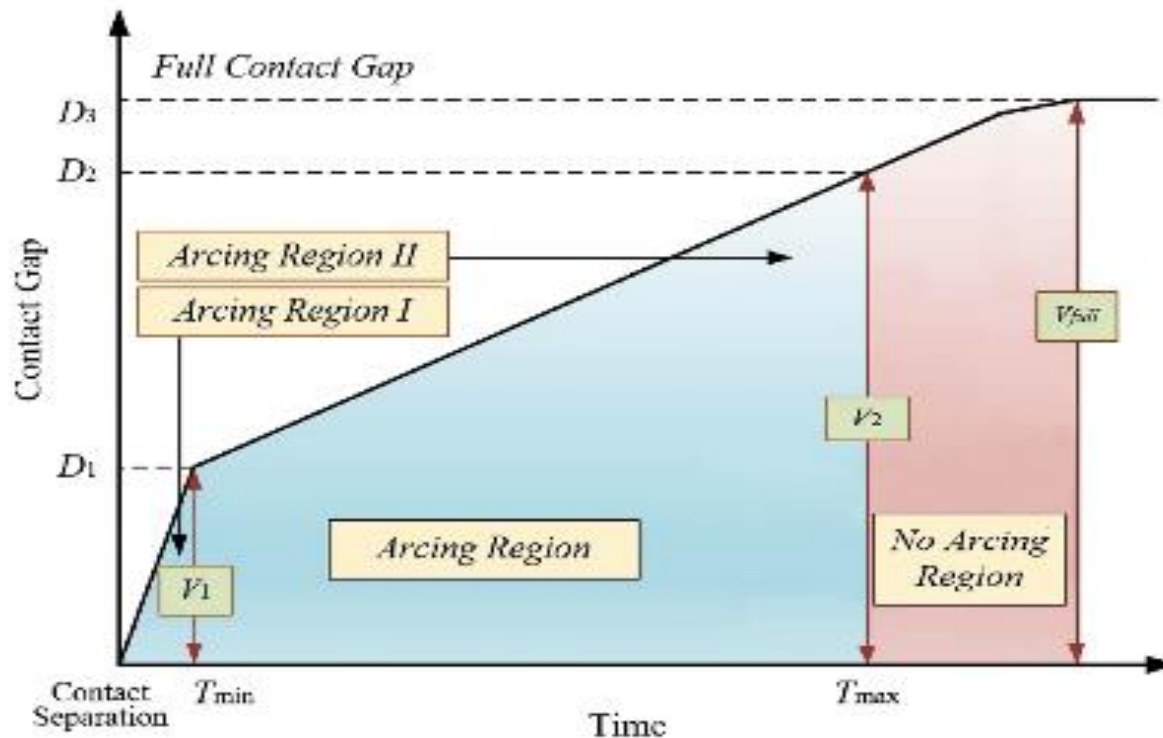 Full Contact Gap
D3
D2
Arcing Region II
Arcing Region I
Contact Gap
Vfull
V2
D1
Arcing Region
No Arcing
Region
V1
Contact
Separation
Tmin
Tmax
Time